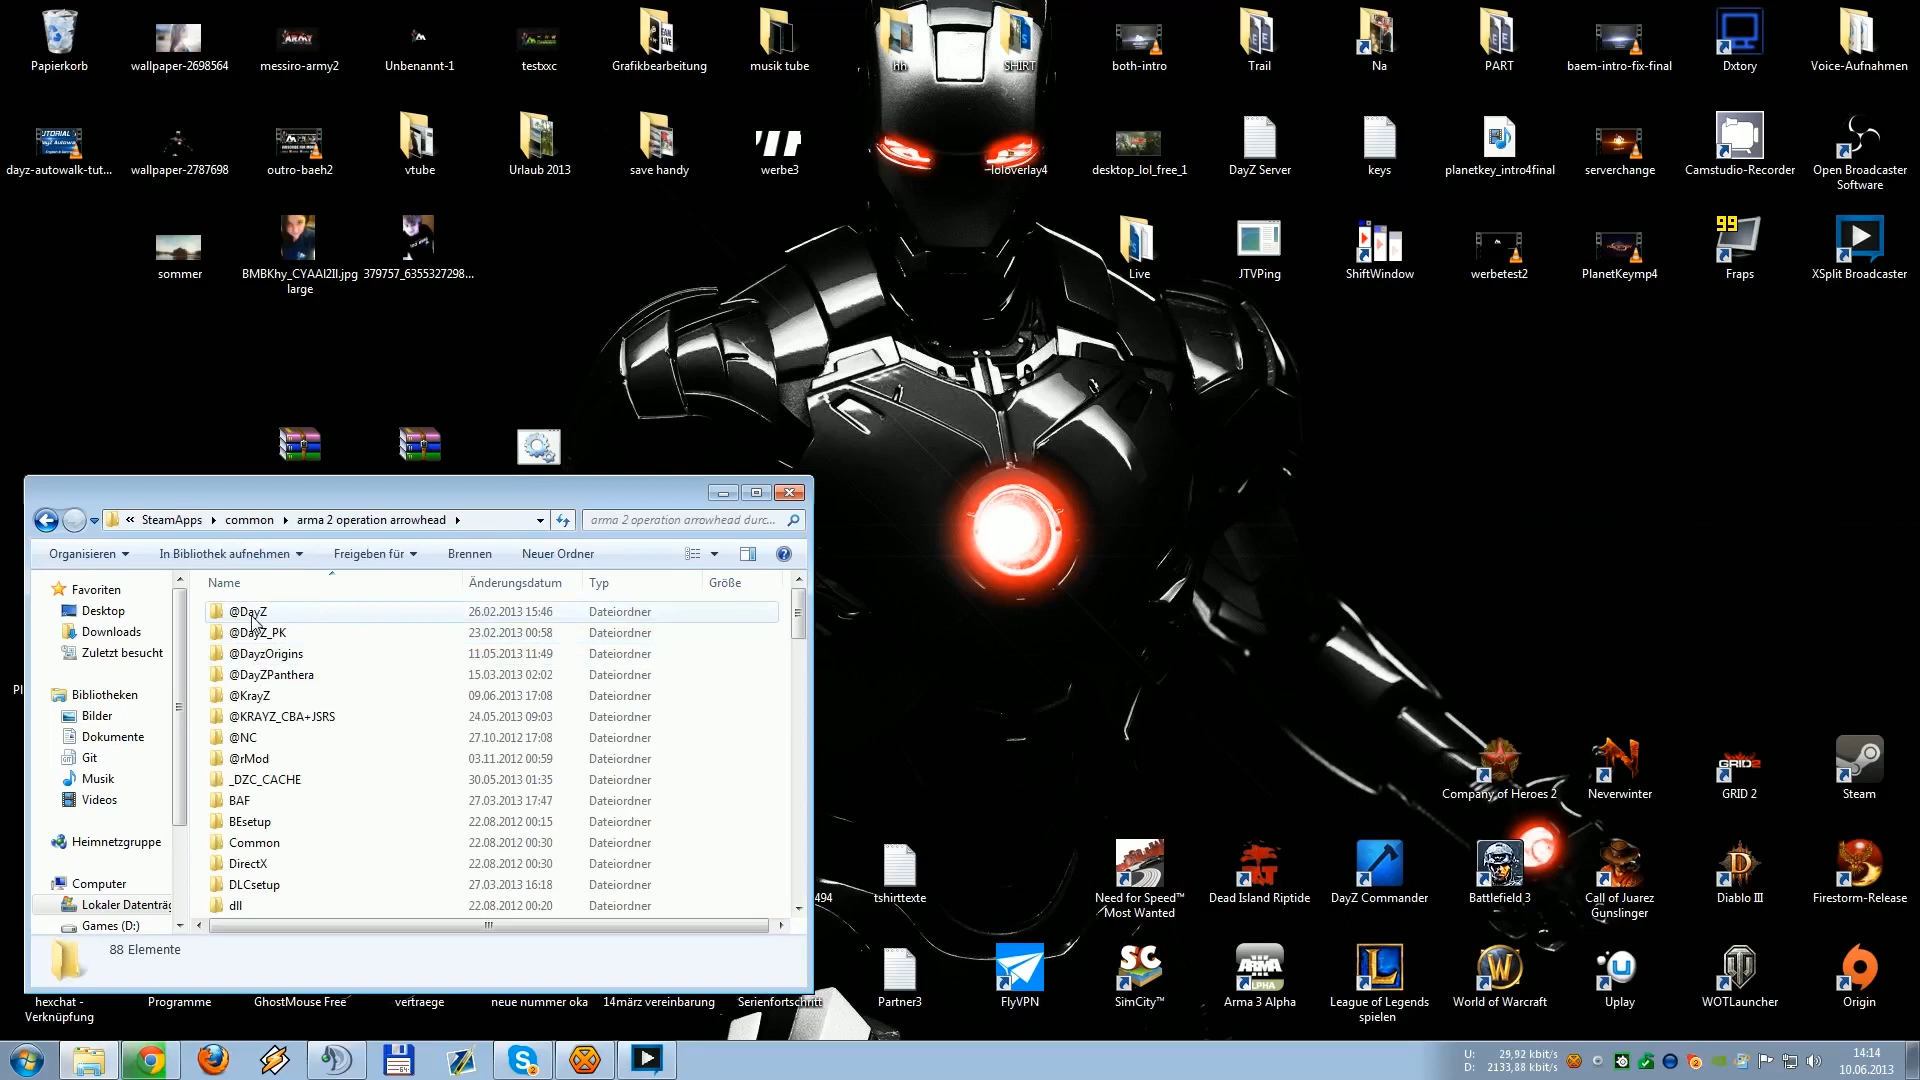 Papierkorb
wallpaper-2698564
messiro-army2
Unbenannt-1
testxxc
Grafikbearbeitung
musik tube
hh
SHIRT
both-intro
Trail
Na
PART
baem-intro-fix-final
Dxtory
Voice-Aufnahmen
dayz-autowalk-tut...
wallpaper-2787698
outro-baeh2
vtube
Urlaub 2013
save handy
werbe3
loloverlay4
desktop_lol_free_1
DayZ Server
keys
planetkey_intro4final
serverchange
Camstudio-Recorder
Open Broadcaster
Software
sommer
BMBKhy_CYAAl2II.jpg
large
379757_6355327298...
Live
JTVPing
ShiftWindow
werbetest2
PlanetKeymp4
99
Fraps
XSplit Broadcaster
« SteamApps
common
arma 2 operation arrowhead
arma 2 operation arrowhead durc...
Organisieren
In Bibliothek aufnehmen
Freigeben für
Brennen
Neuer Ordner
Name
Änderungsdatum
Typ
Größe
Favoriten
Desktop
Downloads
Zuletzt besucht
Bibliotheken
Bilder
Dokumente
Git
Musik
Videos
Heimnetzgruppe
Computer
Lokaler Datenträg
Games (D:)
@DayZ 26.02.2013 15:46 Dateiordner
@DayZ_PK 23.02.2013 00:58 Dateiordner
@DayzOrigins 11.05.2013 11:49 Dateiordner
@DayZPanthera 15.03.2013 02:02 Dateiordner
@KrayZ 09.06.2013 17:08 Dateiordner
@KRAYZ_CBA+JSRS 24.05.2013 09:03 Dateiordner
@NC 27.10.2012 17:08 Dateiordner
@rMod 03.11.2012 00:59 Dateiordner
_DZC_CACHE 30.05.2013 01:35 Dateiordner
BAF 27.03.2013 17:47 Dateiordner
BEsetup 22.08.2012 00:15 Dateiordner
Common 22.08.2012 00:30 Dateiordner
DirectX 22.08.2012 00:30 Dateiordner
DLCsetup 27.03.2013 16:18 Dateiordner
dll 22.08.2012 00:20 Dateiordner
88 Elemente
Company of Heroes 2
Neverwinter
GRID 2
Steam
494
tshirttexte
Need for Speed™
Most Wanted
Dead Island Riptide
DayZ Commander
Battlefield 3
Call of Juarez
Gunslinger
Diablo III
Firestorm-Release
hexchat -
Verknüpfung
Programme
GhostMouse Free
vertraege
neue nummer oka
14märz vereinbarung
Serienfortschritt
Partner3
FlyVPN
SimCity™
Arma 3 Alpha
League of Legends
spielen
World of Warcraft
Uplay
WOTLauncher
Origin
U: 29,92 kbit/s
D: 2133,88 kbit/s
14:14
10.06.2013